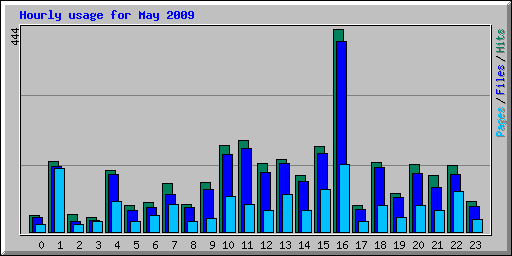 Hourly usage for May 2009
444
Pages / Files / Hits
0 1 2 3 4 5 6 7 8 9 10 11 12 13 14 15 16 17 18 19 20 21 22 23